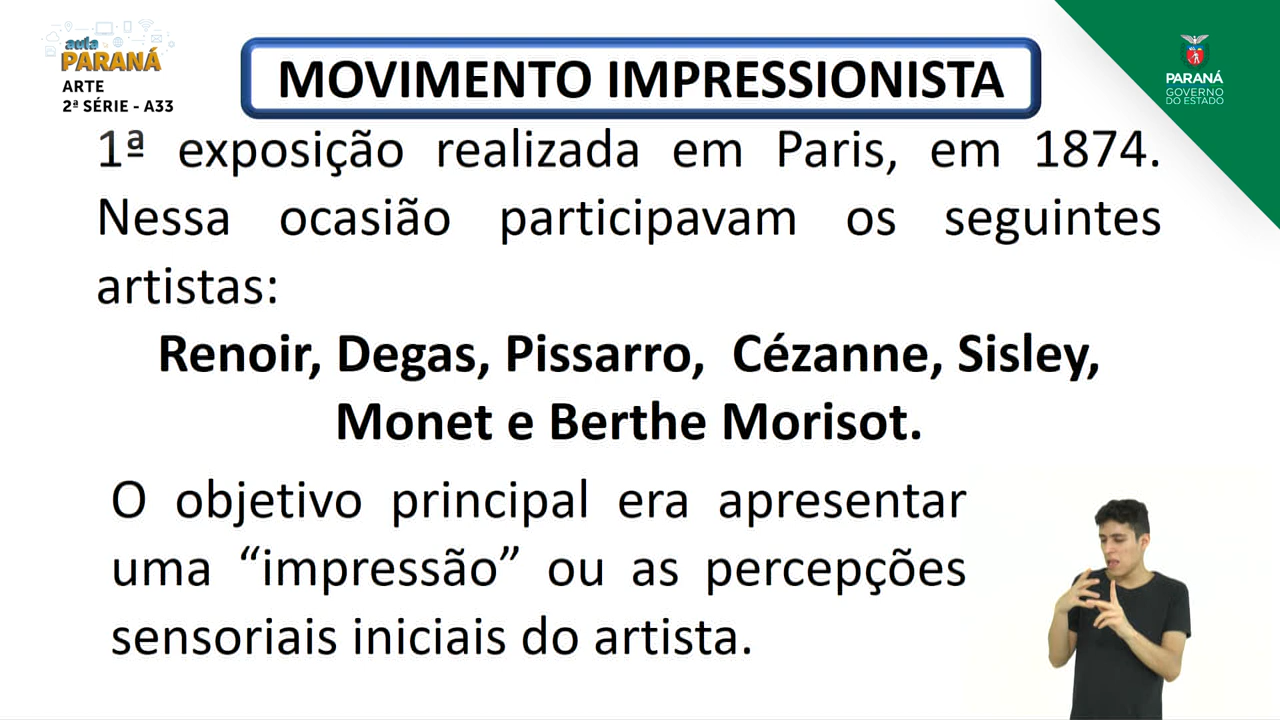 aula
PARANÁ
ARTE
2ª SÉRIE - A33
MOVIMENTO IMPRESSIONISTA
PARANÁ
GOVERNO
DO ESTADO
1ª exposição realizada em Paris, em 1874.
Nessa ocasião participavam os seguintes
artistas:
Renoir, Degas, Pissarro, Cézanne, Sisley,
Monet e Berthe Morisot.
O objetivo principal era apresentar
uma “impressão” ou as percepções
sensoriais iniciais do artista.